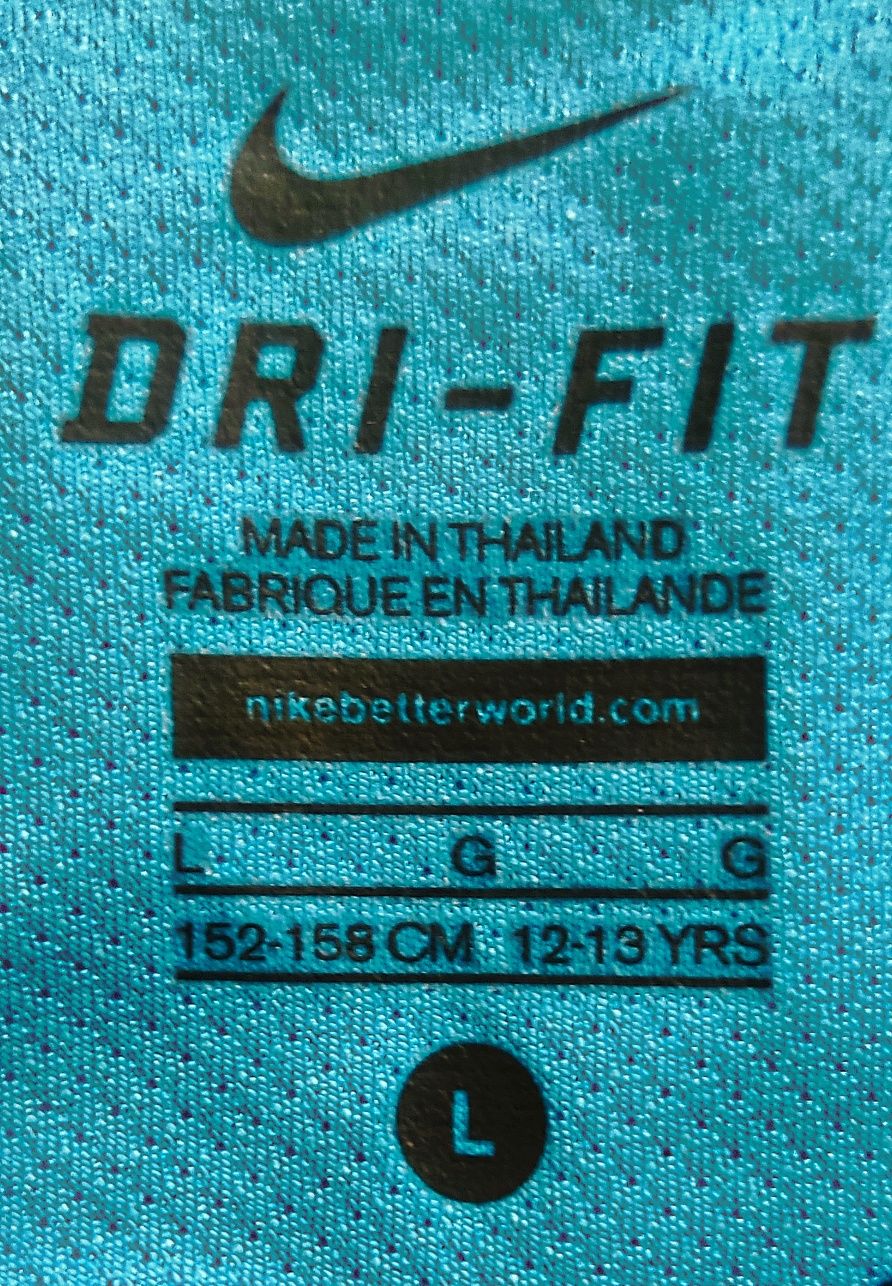 DRI-FIT
MADE IN THAILAND
FABRIQUE EN THAILANDE
nikebetterworld.com
L G G
152-158 CM 12-13 YRS
L